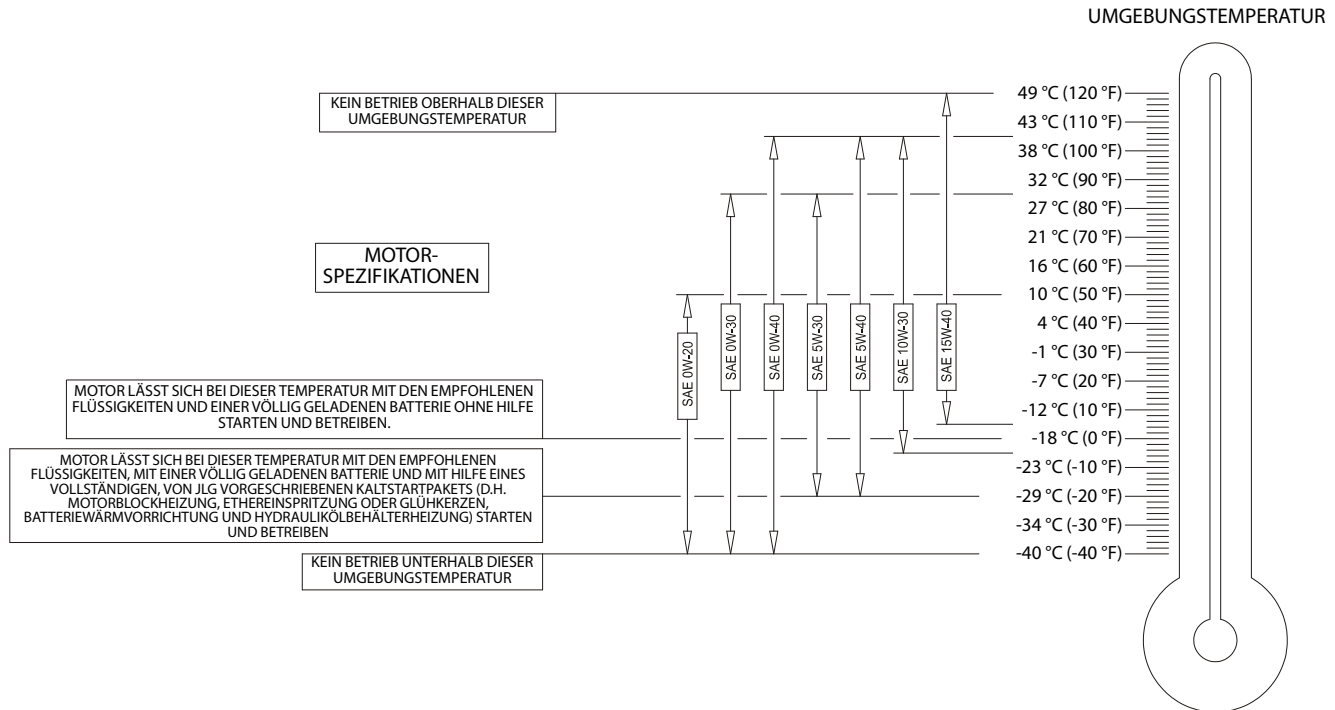 UMGEBUNGSTEMPERATUR
KEIN BETRIEB OBERHALB DIESER
UMGEBUNGSTEMPERATUR
49 °C (120 °F)
43 °C (110 °F)
38 °C (100 °F)
32 °C (90 °F)
27 °C (80 °F)
21 °C (70 °F)
16 °C (60 °F)
10 °C (50 °F)
4 °C (40 °F)
-1 °C (30 °F)
-7 °C (20 °F)
-12 °C (10 °F)
-18 °C (0 °F)
-23 °C (-10 °F)
-29 °C (-20 °F)
-34 °C (-30 °F)
-40 °C (-40 °F)
MOTOR-
SPEZIFIKATIONEN
SAE 0W-20
SAE 0W-30
SAE 0W-40
SAE 5W-30
SAE 5W-40
SAE 10W-30
SAE 15W-40
MOTOR LÄSST SICH BEI DIESER TEMPERATUR MIT DEN EMPFOHLENEN
FLÜSSIGKEITEN UND EINER VÖLLIG GELADENEN BATTERIE OHNE HILFE
STARTEN UND BETREIBEN.
MOTOR LÄSST SICH BEI DIESER TEMPERATUR MIT DEN EMPFOHLENEN
FLÜSSIGKEITEN, MIT EINER VÖLLIG GELADENEN BATTERIE UND MIT HILFE EINES
VOLLSTÄNDIGEN, VON JLG VORGESCHRIEBENEN KALTSTARTPAKETS (D.H.
MOTORBLOCKHEIZUNG, ETHEREINSPRITZUNG ODER GLÜHKERZEN,
BATTERIEWÄRMVORRICHTUNG UND HYDRAULIKÖLBEHÄLTERHEIZUNG) STARTEN
UND BETREIBEN
KEIN BETRIEB UNTERHALB DIESER
UMGEBUNGSTEMPERATUR